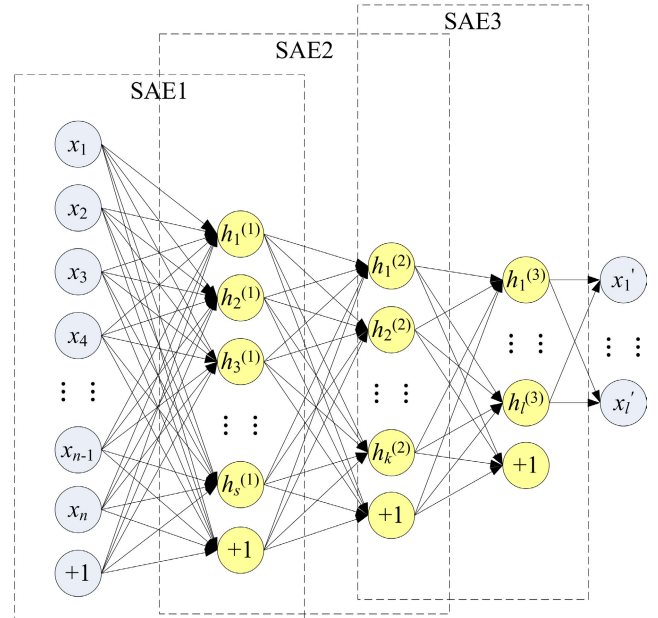 SAE3
SAE2
SAE1
x₁
x₂
x₃
x₄
⋮ ⋮
xₙ₋₁
xₙ
+1
h₁⁽¹⁾
h₂⁽¹⁾
h₃⁽¹⁾
⋮ ⋮
hₛ⁽¹⁾
+1
h₁⁽²⁾
h₂⁽²⁾
⋮ ⋮
hₖ⁽²⁾
+1
h₁⁽³⁾
⋮ ⋮
hₗ⁽³⁾
+1
x₁'
⋮ ⋮
xₗ'